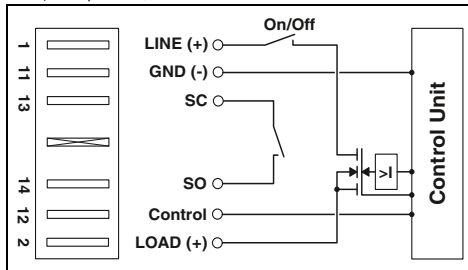 On/Off
1 LINE (+)
11 GND (-)
13 SC
14 SO
>I
12 Control
2 LOAD (+)
Control Unit